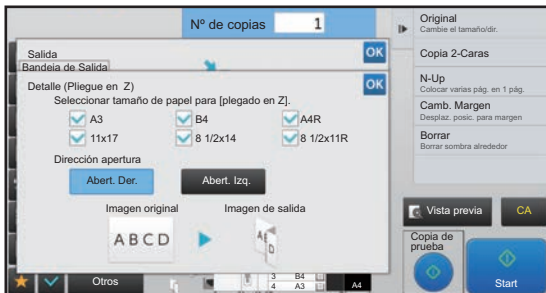 Nº de copias 1
Salida OK
Bandeja de Salida
Detalle (Pliegue en Z) OK
Seleccionar tamaño de papel para [plegado en Z].
A3 B4 A4R
11x17 8 1/2x14 8 1/2x11R
Dirección apertura
Abert. Der. Abert. Izq.
Imagen original Imagen de salida
ABCD
Otros
3 B4
4 A3
A4
Original
Cambie el tamaño/dir.
Copia 2-Caras
N-Up
Colocar varias pág. en 1 pág.
Camb. Margen
Desplaz. posic. para margen
Borrar
Borrar sombra alrededor
Vista previa CA
Copia de
prueba
Start